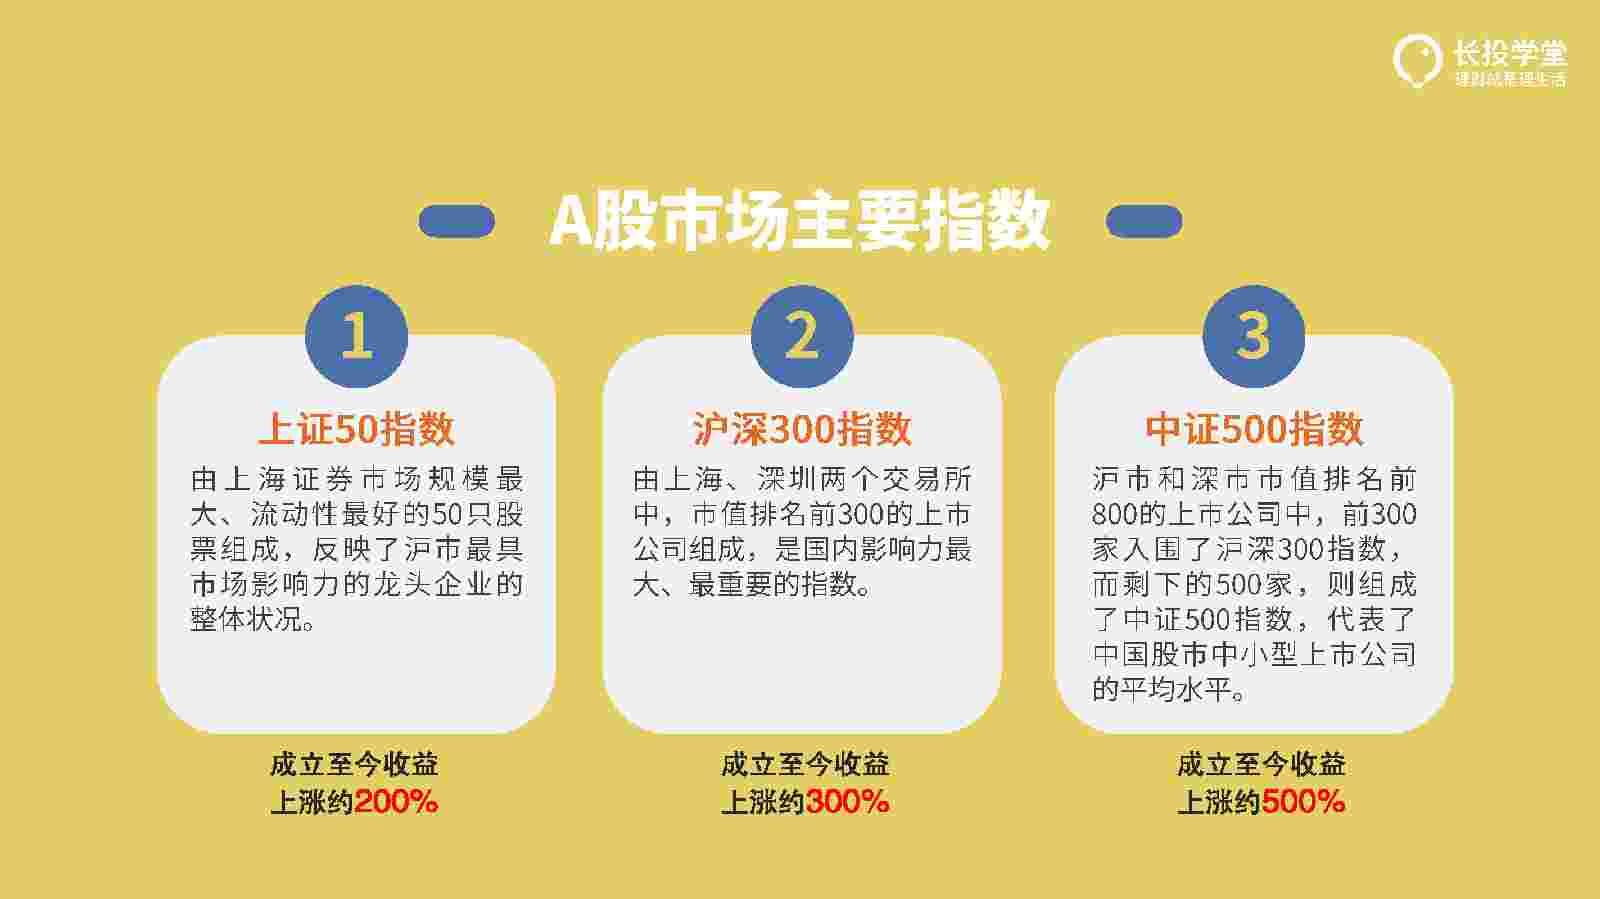 长投学堂
理财就是理生活
A股市场主要指数
1
上证50指数
由上海证券市场规模最
大、流动性最好的50只股
票组成，反映了沪市最具
市场影响力的龙头企业的
整体状况。
成立至今收益
上涨约200%
2
沪深300指数
由上海、深圳两个交易所
中，市值排名前300的上市
公司组成，是国内影响力最
大、最重要的指数。
成立至今收益
上涨约300%
3
中证500指数
沪市和深市市值排名前
800的上市公司中，前300
家入围了沪深300指数，
而剩下的500家，则组成
了中证500指数，代表了
中国股市中小型上市公司
的平均水平。
成立至今收益
上涨约500%